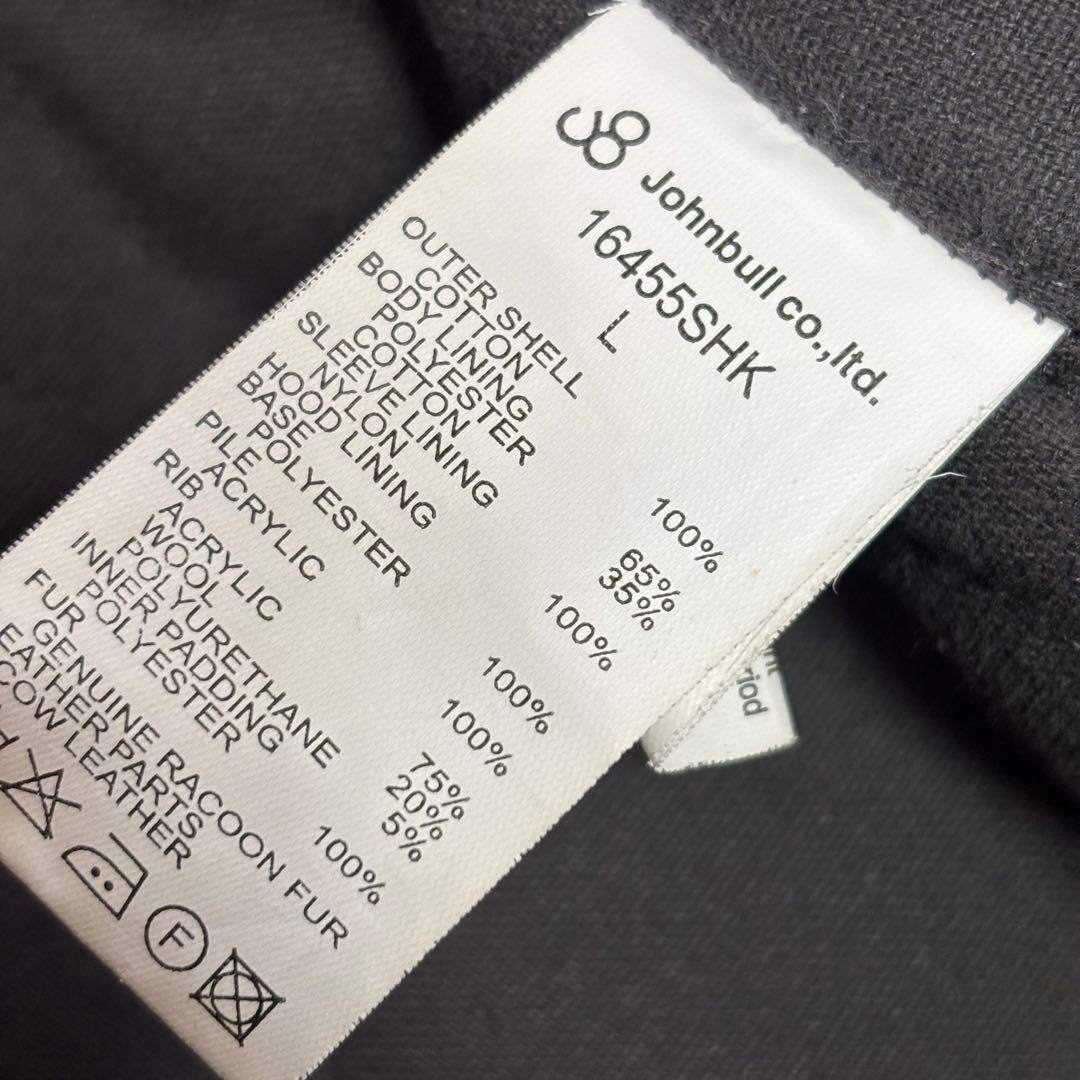 Johnbull co.,ltd.
16455SHK
L
OUTER SHELL
COTTON 100%
BODY LINING
POLYESTER 65%
COTTON 35%
SLEEVE LINING
NYLON 100%
HOOD LINING
BASE
POLYESTER 100%
PILE
ACRYLIC 100%
RIB
ACRYLIC 75%
WOOL 20%
POLYURETHANE 5%
INNER PADDING
POLYESTER 100%
FUR
GENUINE RACOON FUR
EATHER PARTS
COW LEATHER
F
riod